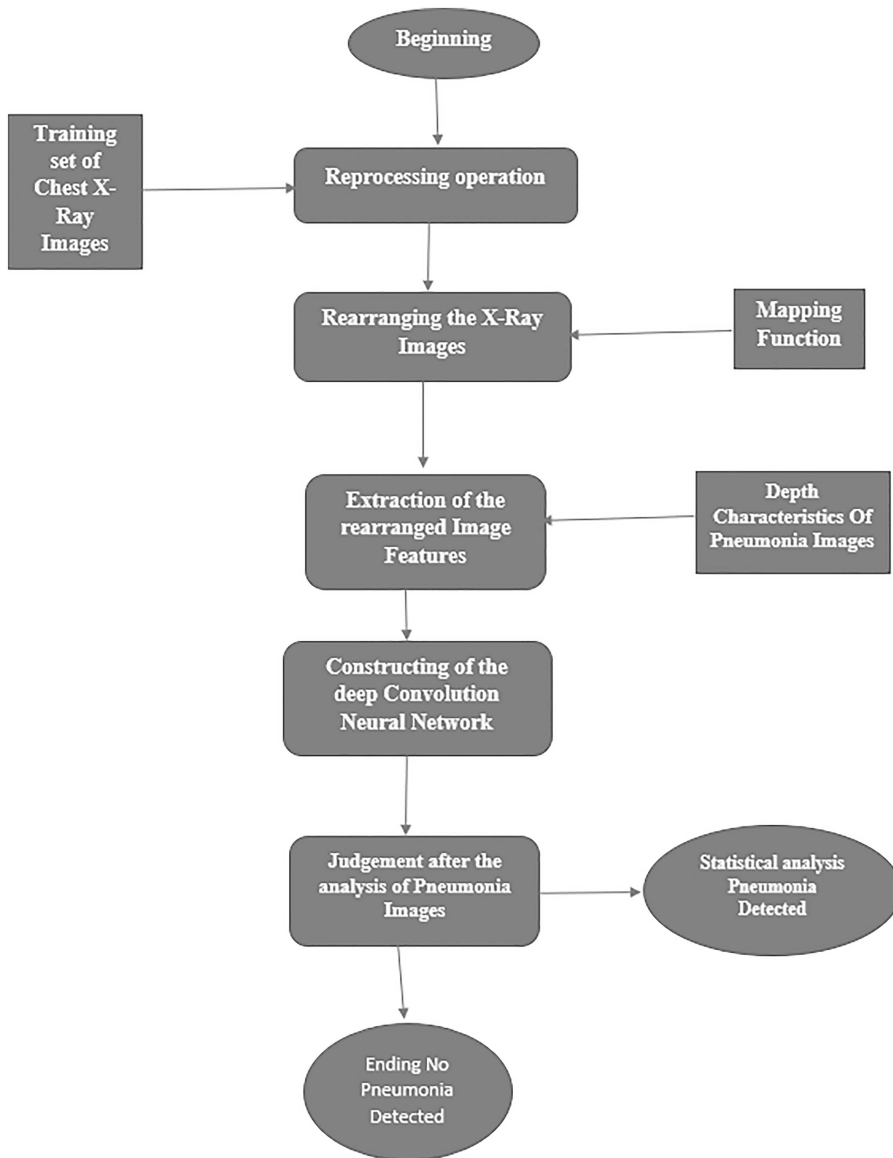 Beginning
Training
set of
Chest X-
Ray
Images
Reprocessing operation
Rearranging the X-Ray
Images
Mapping
Function
Extraction of the
rearranged Image
Features
Depth
Characteristics Of
Pneumonia Images
Constructing of the
deep Convolution
Neural Network
Judgement after the
analysis of Pneumonia
Images
Statistical analysis
Pneumonia
Detected
Ending No
Pneumonia
Detected